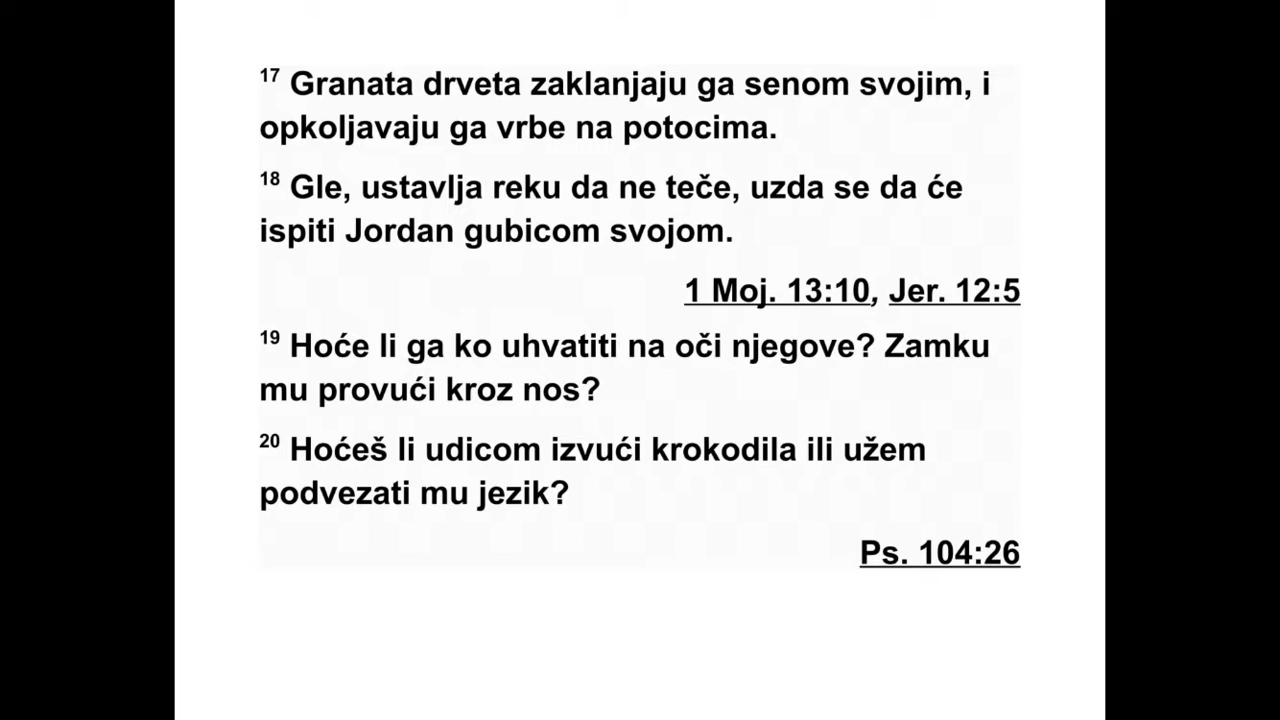 17 Granata drveta zaklanjaju ga senom svojim, i
opkoljavaju ga vrbe na potocima.
18 Gle, ustavlja reku da ne teče, uzda se da će
ispiti Jordan gubicom svojom.
1 Moj. 13:10, Jer. 12:5
19 Hoće li ga ko uhvatiti na oči njegove? Zamku
mu provući kroz nos?
20 Hoćeš li udicom izvući krokodila ili užem
podvezati mu jezik?
Ps. 104:26